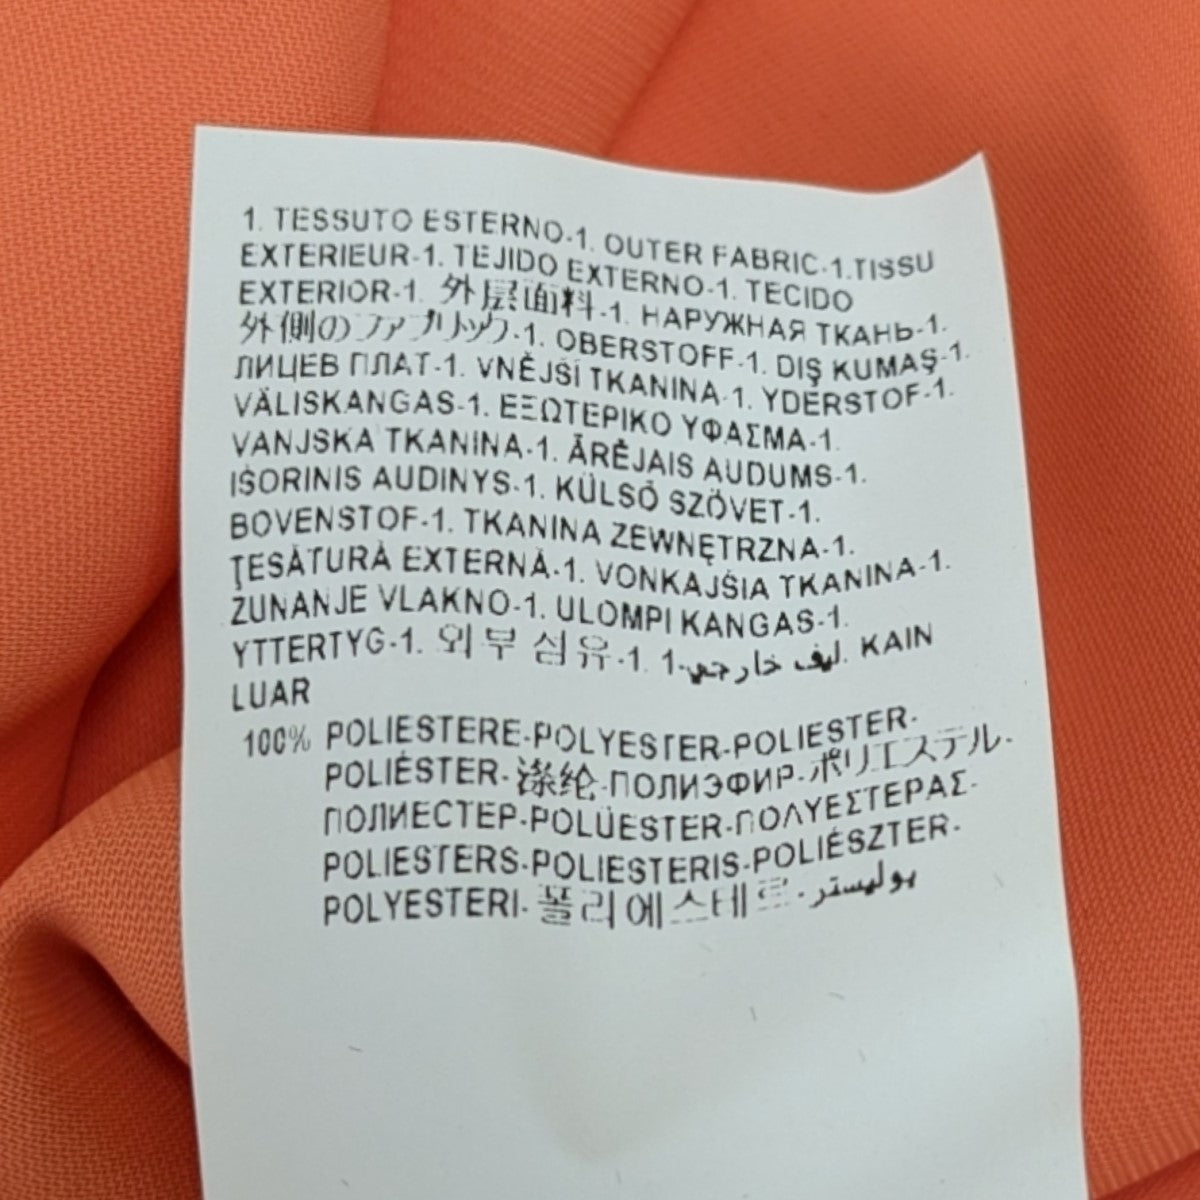 1. TESSUTO ESTERNO-1. OUTER FABRIC-1.TISSU
EXTERIEUR-1. TEJIDO EXTERNO-1. TECIDO
EXTERIOR-1. 外层面料-1. НАРУЖНАЯ ТКАНЬ-1.
外側のファブリック-1. OBERSTOFF-1. DIŞ KUMAŞ-1.
ЛИЦЕВ ПЛАТ-1. VNĚJŠÍ TKANINA-1. YDERSTOF-1.
VÄLISKANGAS-1. ΕΞΩΤΕΡΙΚΟ ΥΦΑΣΜΑ-1.
VANJSKA TKANINA-1. ĀRĒJAIS AUDUMS-1.
IŠORINIS AUDINYS-1. KÜLSŐ SZÖVET-1.
BOVENSTOF-1. TKANINA ZEWNĘTRZNA-1.
ŢESĂTURĂ EXTERNĂ-1. VONKAJŠIA TKANINA-1.
ZUNANJE VLAKNO-1. ULOMPI KANGAS-1.
YTTERTYG-1. 외부 섬유-1. 1-ليف خارجي. KAIN
LUAR
100% POLIESTERE-POLYESTER-POLIESTER-
POLIÉSTER-涤纶-ПОЛИЭФИР-ポリエステル-
ПОЛИЕСТЕР-POLÜESTER-ΠΟΛΥΕΣΤΕΡΑΣ-
POLIESTERS-POLIESTERIS-POLIÉSZTER-
POLYESTERI-폴리에스테르-بوليستر